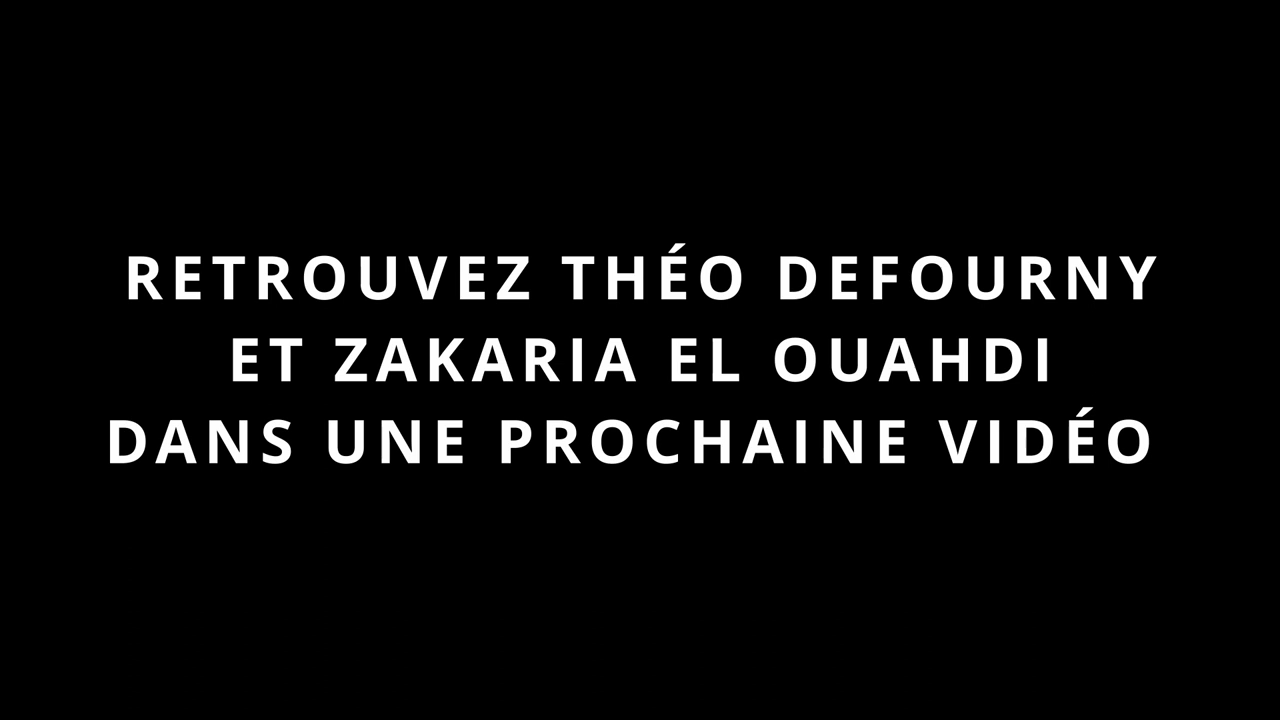 RETROUVEZ THÉO DEFOURNY
ET ZAKARIA EL OUAHDI
DANS UNE PROCHAINE VIDÉO